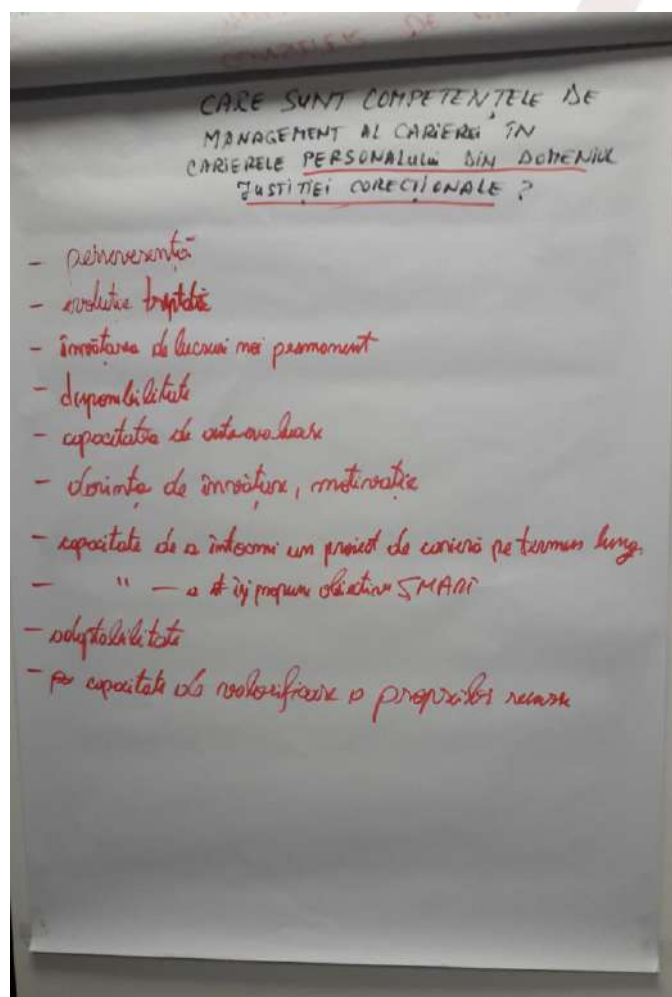 CARE SUNT COMPETENȚELE DE
MANAGEMENT AL CARIEREI ÎN
CARIERELE PERSONALULUI DIN DOMENIUL
JUSTIȚIEI CORECȚIONALE ?
- perseverență
- evoluție treptată
- învățarea de lucruri noi permanent
- disponibilitate
- capacitatea de autoevaluare
- dorința de învățare, motivație
- capacitate de a întocmi un proiect de carieră pe termen lung.
- " - a își propune obiective SMART
- adaptabilitate
- capacitate de valorificare a propriilor resurse